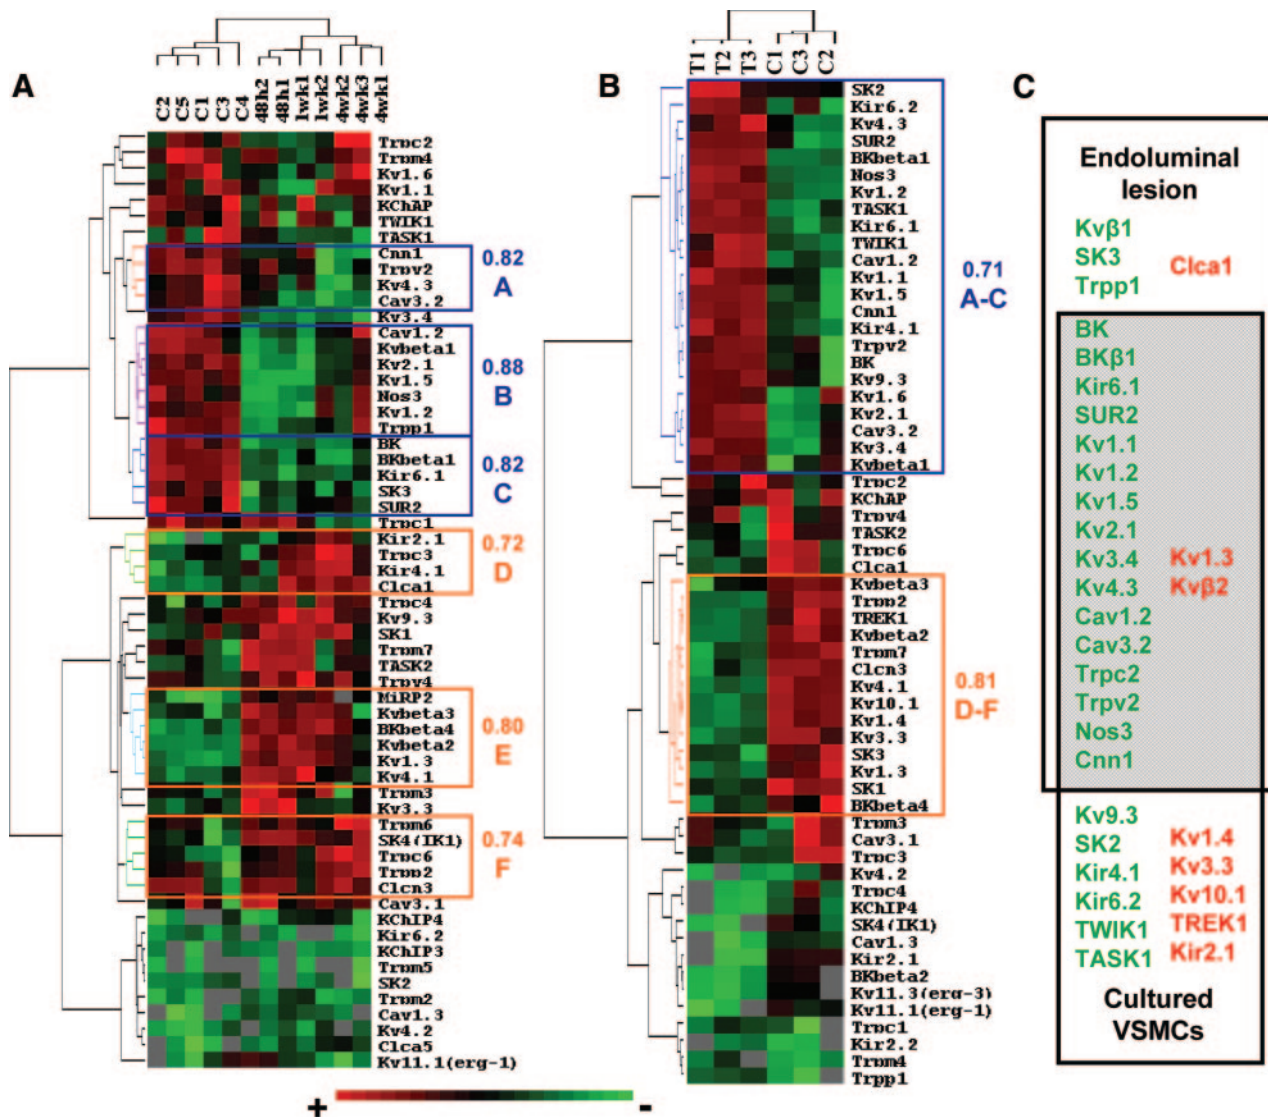 A
C2
C5
C1
C3
C4
48h2
48h1
1wk1
1wk2
4wk2
4wk3
4wk1
Trpc2
Trpm4
Kv1.6
Kv1.1
KChAP
TWIK1
TASK1
Cnn1
Trpv2
Kv4.3
Cav3.2
Kv3.4
Cav1.2
Kvbeta1
Kv2.1
Kv1.5
Nos3
Kv1.2
Trpp1
BK
BKbeta1
Kir6.1
SK3
SUR2
Trpc1
Kir2.1
Trpc3
Kir4.1
Clca1
Trpc4
Kv9.3
SK1
Trpm7
TASK2
Trpv4
MiRP2
Kvbeta3
BKbeta4
Kvbeta2
Kv1.3
Kv4.1
Trpm3
Kv3.3
Trpm6
SK4(IK1)
Trpc6
Trpp2
Clcn3
Cav3.1
KChIP4
Kir6.2
KChIP3
Trpm5
SK2
Trpm2
Cav1.3
Kv4.2
Clca5
Kv11.1(erg-1)
0.82
A
0.88
B
0.82
C
0.72
D
0.80
E
0.74
F
+ -
B
T1
T2
T3
C1
C3
C2
SK2
Kir6.2
Kv4.3
SUR2
BKbeta1
Nos3
Kv1.2
TASK1
Kir6.1
TWIK1
Cav1.2
Kv1.1
Kv1.5
Cnn1
Kir4.1
Trpv2
BK
Kv9.3
Kv1.6
Kv2.1
Cav3.2
Kv3.4
Kvbeta1
Trpc2
KChAP
Trpv4
TASK2
Trpc6
Clca1
Kvbeta3
Trpp2
TREK1
Kvbeta2
Trpm7
Clcn3
Kv4.1
Kv10.1
Kv1.4
Kv3.3
SK3
Kv1.3
SK1
BKbeta4
Trpm3
Cav3.1
Trpc3
Kv4.2
Trpc4
KChIP4
SK4(IK1)
Cav1.3
Kir2.1
BKbeta2
Kv11.3(erg-3)
Kv11.1(erg-1)
Trpc1
Kir2.2
Trpm4
Trpp1
0.71
A-C
0.81
D-F
C
Endoluminal
lesion
Kvβ1
SK3
Trpp1
Clca1
BK
BKβ1
Kir6.1
SUR2
Kv1.1
Kv1.2
Kv1.5
Kv2.1
Kv3.4
Kv4.3
Cav1.2
Cav3.2
Trpc2
Trpv2
Nos3
Cnn1
Kv1.3
Kvβ2
Kv9.3
SK2
Kir4.1
Kir6.2
TWIK1
TASK1
Kv1.4
Kv3.3
Kv10.1
TREK1
Kir2.1
Cultured
VSMCs